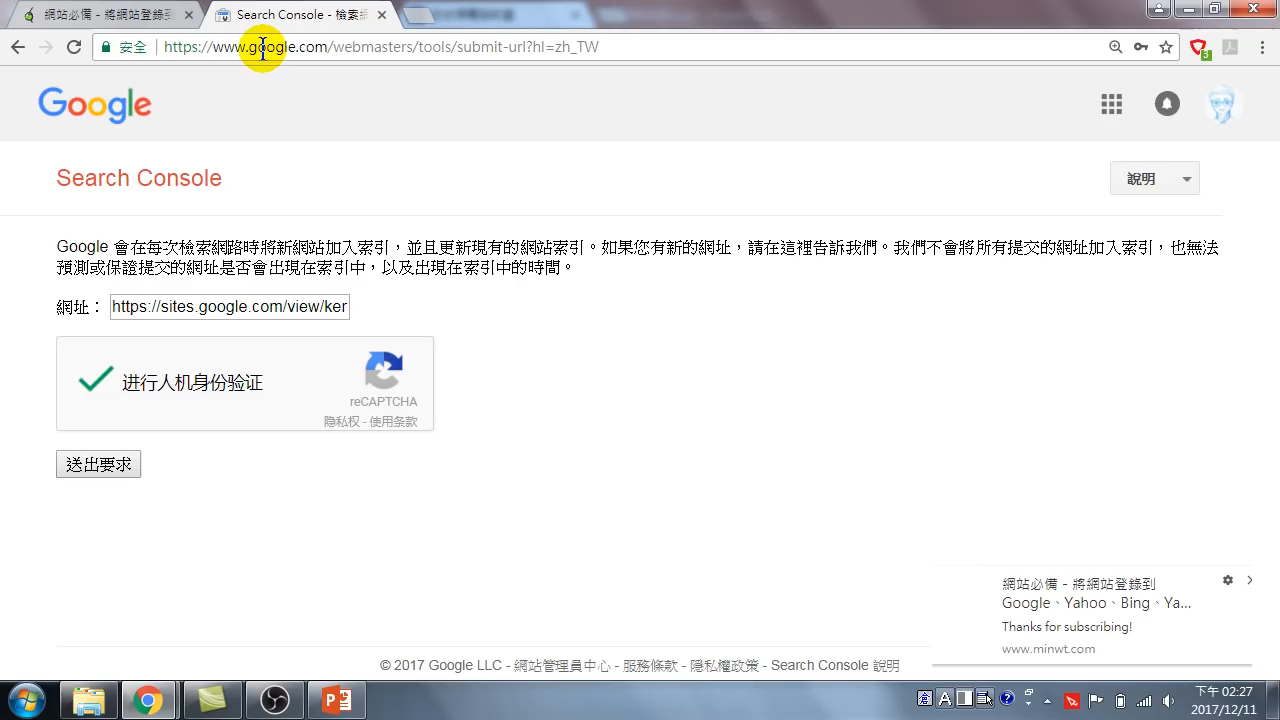 網站必備 - 將網站登錄到
Search Console - 檢索網
安全
https://www.google.com/webmasters/tools/submit-url?hl=zh_TW
3
Google
Search Console
說明
Google 會在每次檢索網路時將新網站加入索引，並且更新現有的網站索引。如果您有新的網址，請在這裡告訴我們。我們不會將所有提交的網址加入索引，也無法
預測或保證提交的網址是否會出現在索引中，以及出現在索引中的時間。
網址： https://sites.google.com/view/ker
进行人机身份验证
reCAPTCHA
隐私权 - 使用条款
送出要求
網站必備 - 將網站登錄到
Google、Yahoo、Bing、Ya...
Thanks for subscribing!
www.minwt.com
© 2017 Google LLC - 網站管理員中心 - 服務條款 - 隱私權政策 - Search Console 說明
A
下午 02:27
2017/12/11